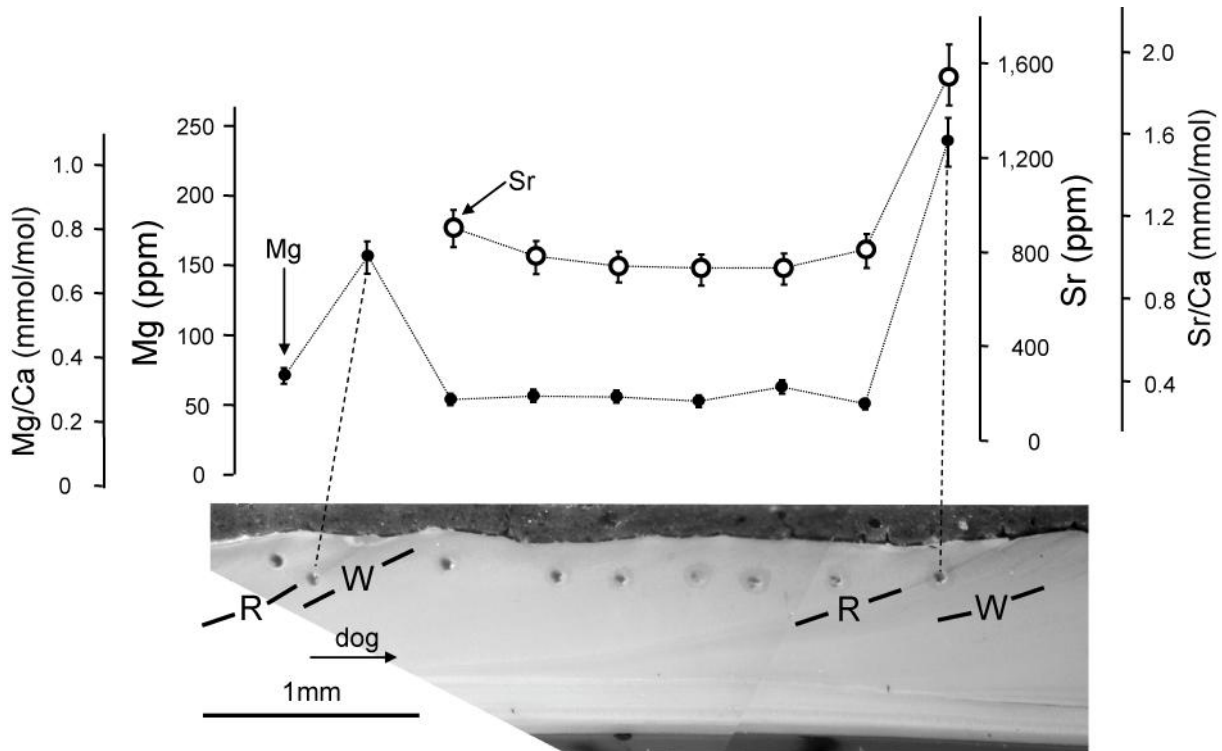 Mg/Ca (mmol/mol)
1.0
0.8
0.6
0.4
0.2
0
Mg (ppm)
250
200
150
100
50
0
Mg
Sr
Sr (ppm)
1,600
1,200
800
400
0
Sr/Ca (mmol/mol)
2.0
1.6
1.2
0.8
0.4
R
W
R
W
dog
1mm